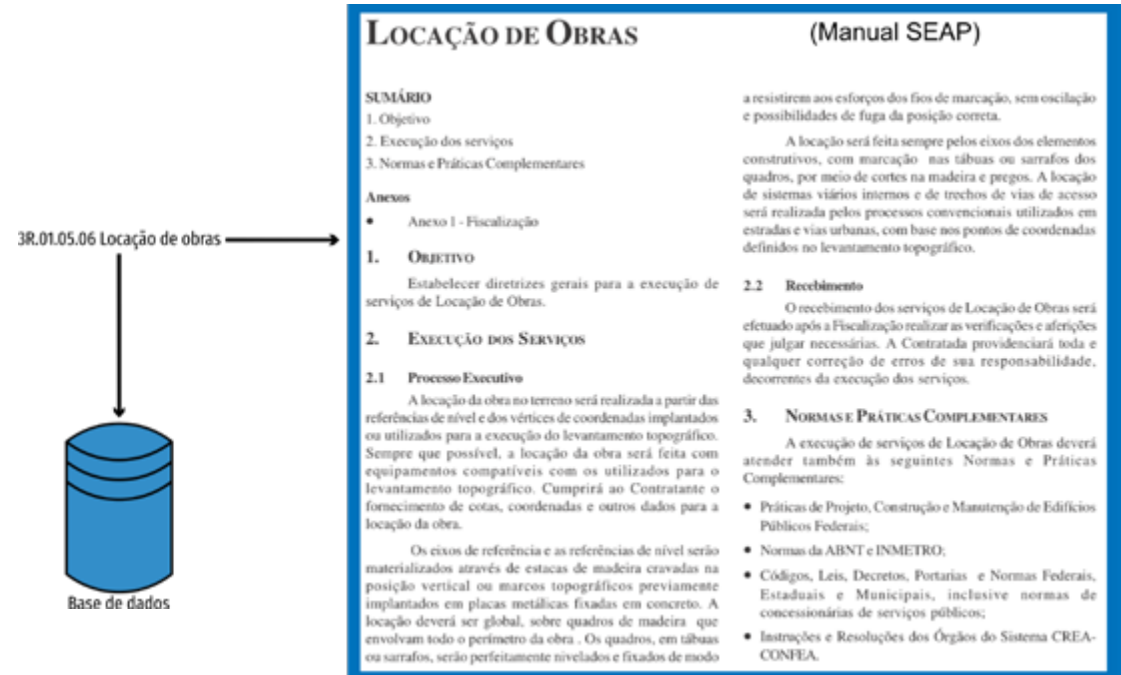 LOCAÇÃO DE OBRAS
(Manual SEAP)
SUMÁRIO
1. Objetivo
2. Execução dos serviços
3. Normas e Práticas Complementares
Anexos
• Anexo 1 - Fiscalização
1. OBJETIVO
Estabelecer diretrizes gerais para a execução de
serviços de Locação de Obras.
2. EXECUÇÃO DOS SERVIÇOS
2.1 Processo Executivo
A locação da obra no terreno será realizada a partir das
referências de nível e dos vértices de coordenadas implantados
ou utilizados para a execução do levantamento topográfico.
Sempre que possível, a locação da obra será feita com
equipamentos compatíveis com os utilizados para o
levantamento topográfico. Cumprirá ao Contratante o
fornecimento de cotas, coordenadas e outros dados para a
locação da obra.
Os eixos de referência e as referências de nível serão
materializados através de estacas de madeira cravadas na
posição vertical ou marcos topográficos previamente
implantados em placas metálicas fixadas em concreto. A
locação deverá ser global, sobre quadros de madeira que
envolvam todo o perímetro da obra . Os quadros, em tábuas
ou sarrafos, serão perfeitamente nivelados e fixados de modo
a resistirem aos esforços dos fios de marcação, sem oscilação
e possibilidades de fuga da posição correta.
A locação será feita sempre pelos eixos dos elementos
construtivos, com marcação nas tábuas ou sarrafos dos
quadros, por meio de cortes na madeira e pregos. A locação
de sistemas viários internos e de trechos de vias de acesso
será realizada pelos processos convencionais utilizados em
estradas e vias urbanas, com base nos pontos de coordenadas
definidos no levantamento topográfico.
2.2 Recebimento
O recebimento dos serviços de Locação de Obras será
efetuado após a Fiscalização realizar as verificações e aferições
que julgar necessárias. A Contratada providenciará toda e
qualquer correção de erros de sua responsabilidade,
decorrentes da execução dos serviços.
3. NORMAS E PRÁTICAS COMPLEMENTARES
A execução de serviços de Locação de Obras deverá
atender também às seguintes Normas e Práticas
Complementares:
• Práticas de Projeto, Construção e Manutenção de Edifícios
Públicos Federais;
• Normas da ABNT e INMETRO;
• Códigos, Leis, Decretos, Portarias e Normas Federais,
Estaduais e Municipais, inclusive normas de
concessionárias de serviços públicos;
• Instruções e Resoluções dos Órgãos do Sistema CREA-
CONFEA.
3R.01.05.06 Locação de obras
Base de dados